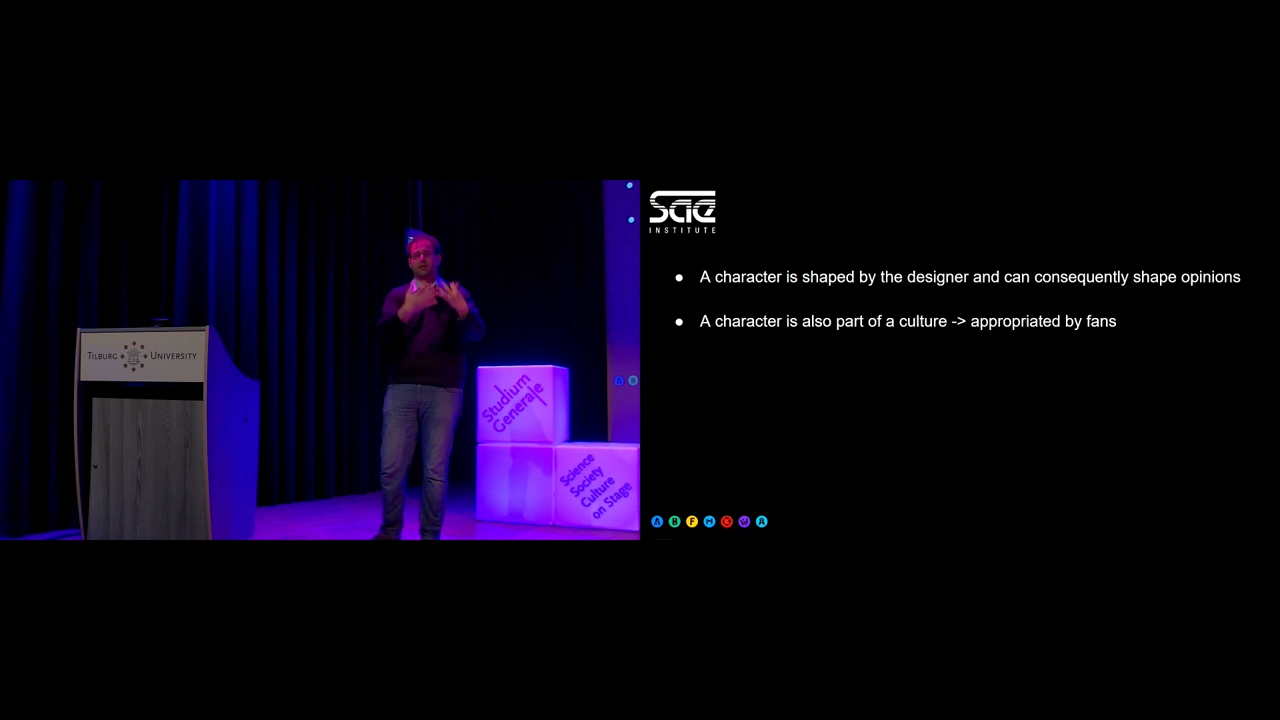 TILBURG UNIVERSITY
Studium
Generale
Science
Society
Culture
on Stage
A B
Sae
INSTITUTE
● A character is shaped by the designer and can consequently shape opinions
● A character is also part of a culture -> appropriated by fans
A B F M C W A